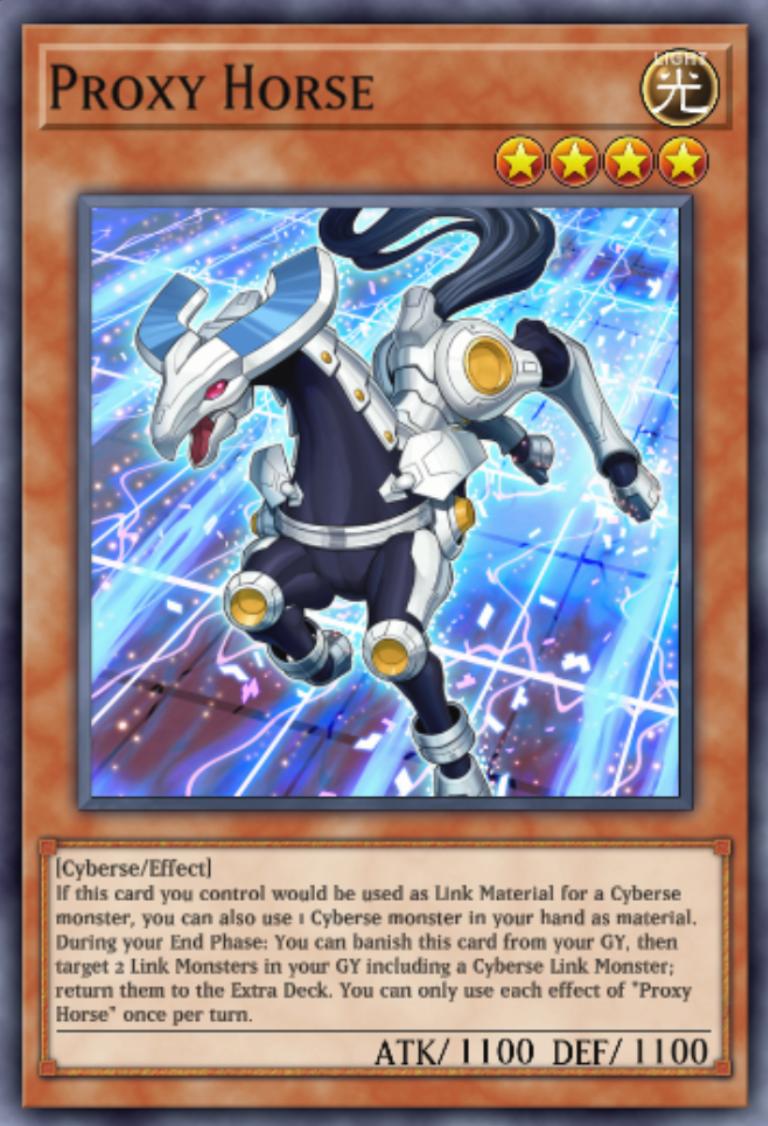 PROXY HORSE
LIGHT
光
[Cyberse/Effect]
If this card you control would be used as Link Material for a Cyberse
monster, you can also use 1 Cyberse monster in your hand as material.
During your End Phase: You can banish this card from your GY, then
target 2 Link Monsters in your GY including a Cyberse Link Monster;
return them to the Extra Deck. You can only use each effect of "Proxy
Horse" once per turn.
ATK/ 1100 DEF/ 1100